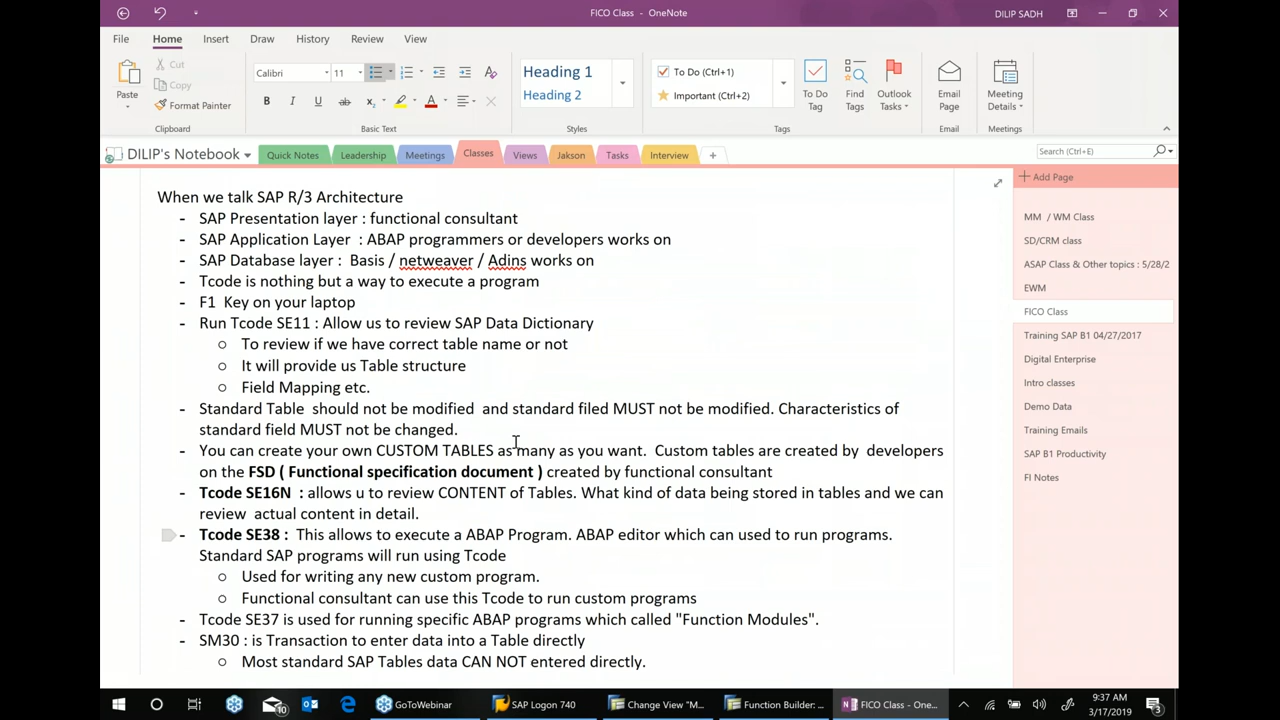 FICO Class - OneNote
DILIP SADH
File Home Insert Draw History Review View
Paste
Cut
Copy
Format Painter
Clipboard
Calibri 11
B I U ab x₂ A
Basic Text
Heading 1
Heading 2
Styles
To Do (Ctrl+1)
Important (Ctrl+2)
To Do
Tag
Find
Tags
Outlook
Tasks
Tags
Email
Page
Email
Meeting
Details
Meetings
DILIP's Notebook
Quick Notes Leadership Meetings Classes Views Jakson Tasks Interview +
Search (Ctrl+E)
When we talk SAP R/3 Architecture
- SAP Presentation layer : functional consultant
- SAP Application Layer : ABAP programmers or developers works on
- SAP Database layer : Basis / netweaver / Adins works on
- Tcode is nothing but a way to execute a program
- F1 Key on your laptop
- Run Tcode SE11 : Allow us to review SAP Data Dictionary
o To review if we have correct table name or not
o It will provide us Table structure
o Field Mapping etc.
- Standard Table should not be modified and standard filed MUST not be modified. Characteristics of
standard field MUST not be changed.
- You can create your own CUSTOM TABLES as many as you want. Custom tables are created by developers
on the FSD ( Functional specification document ) created by functional consultant
- Tcode SE16N : allows u to review CONTENT of Tables. What kind of data being stored in tables and we can
review actual content in detail.
- Tcode SE38 : This allows to execute a ABAP Program. ABAP editor which can used to run programs.
Standard SAP programs will run using Tcode
o Used for writing any new custom program.
o Functional consultant can use this Tcode to run custom programs
- Tcode SE37 is used for running specific ABAP programs which called "Function Modules".
- SM30 : is Transaction to enter data into a Table directly
o Most standard SAP Tables data CAN NOT entered directly.
Add Page
MM / WM Class
SD/CRM class
ASAP Class & Other topics : 5/28/2
EWM
FICO Class
Training SAP B1 04/27/2017
Digital Enterprise
Intro classes
Demo Data
Training Emails
SAP B1 Productivity
FI Notes
10
GoToWebinar
SAP Logon 740
Change View "M...
Function Builder: ...
FICO Class - One...
9:37 AM
3/17/2019
3